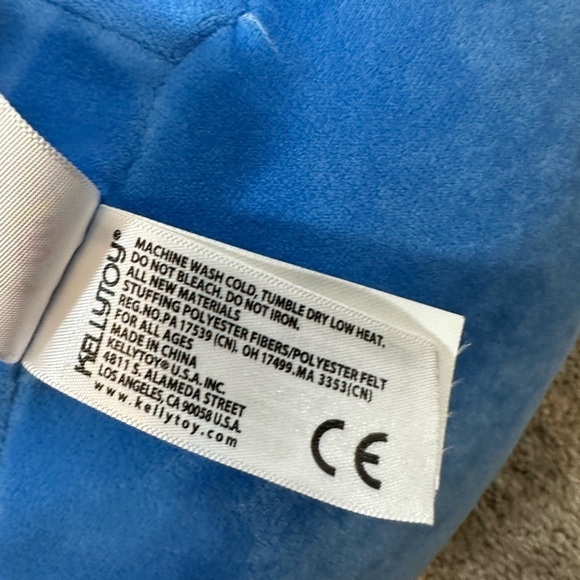 KELLYTOY®
MACHINE WASH COLD, TUMBLE DRY LOW HEAT.
DO NOT BLEACH. DO NOT IRON.
ALL NEW MATERIALS
STUFFING POLYESTER FIBERS/POLYESTER FELT
REG.NO.PA 17539 (CN). OH 17499.MA 3353(CN)
FOR ALL AGES
MADE IN CHINA
KELLYTOY® U.S.A. INC.
4811 S. ALAMEDA STREET
LOS ANGELES, CA 90058 U.S.A.
www.kellytoy.com
CE